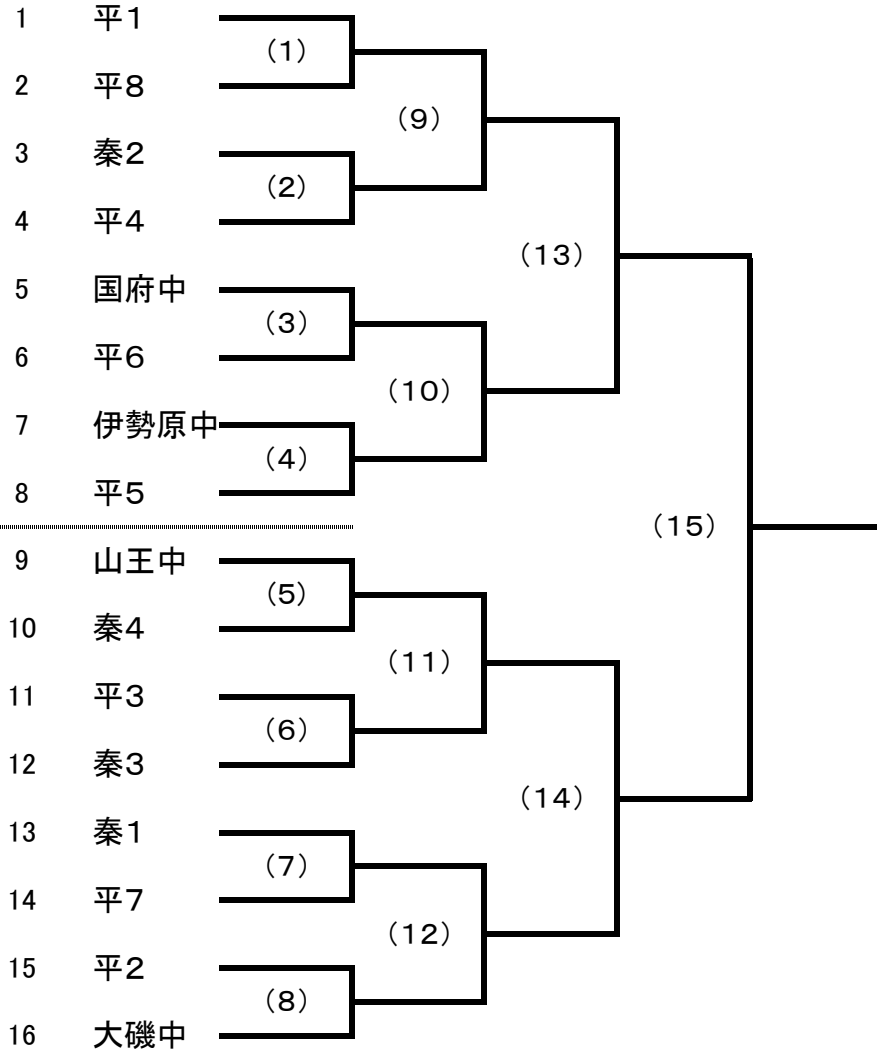 1 平1
(1)
2 平8
(9)
3 秦2
(2)
4 平4
(13)
5 国府中
(3)
6 平6
(10)
7 伊勢原中
(4)
8 平5
(15)
9 山王中
(5)
10 秦4
(11)
11 平3
(6)
12 秦3
(14)
13 秦1
(7)
14 平7
(12)
15 平2
(8)
16 大磯中